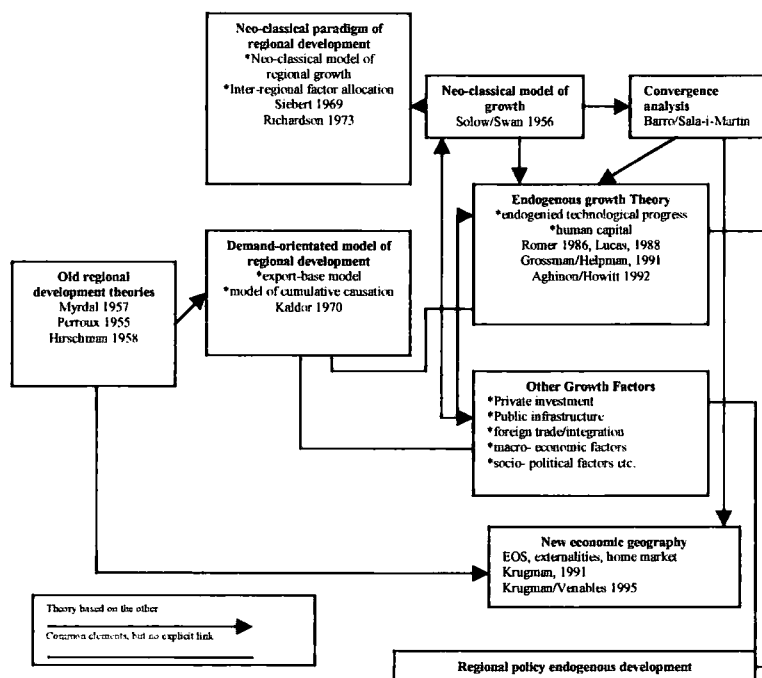 Neo-classical paradigm of
regional development
*Neo-classical model of
regional growth
*Inter-regional factor allocation
Siebert 1969
Richardson 1973
Neo-classical model of
growth
Solow/Swan 1956
Convergence
analysis
Barro/Sala-i-Martin
Endogenous growth Theory
*endogenied technological progress
*human capital
Romer 1986, Lucas, 1988
Grossman/Helpman, 1991
Aghinon/Howitt 1992
Demand-orientated model of
regional development
*export-base model
*model of cumulative causation
Kaldor 1970
Old regional
development theories
Myrdal 1957
Perroux 1955
Hirschman 1958
Other Growth Factors
*Private investment
*Public infrastructure
*foreign trade/integration
*macro- economic factors
*socio- political factors etc.
New economic geography
EOS, externalities, home market
Krugman, 1991
Krugman/Venables 1995
Theory based on the other
Common elements, but no explicit link
Regional policy endogenous development